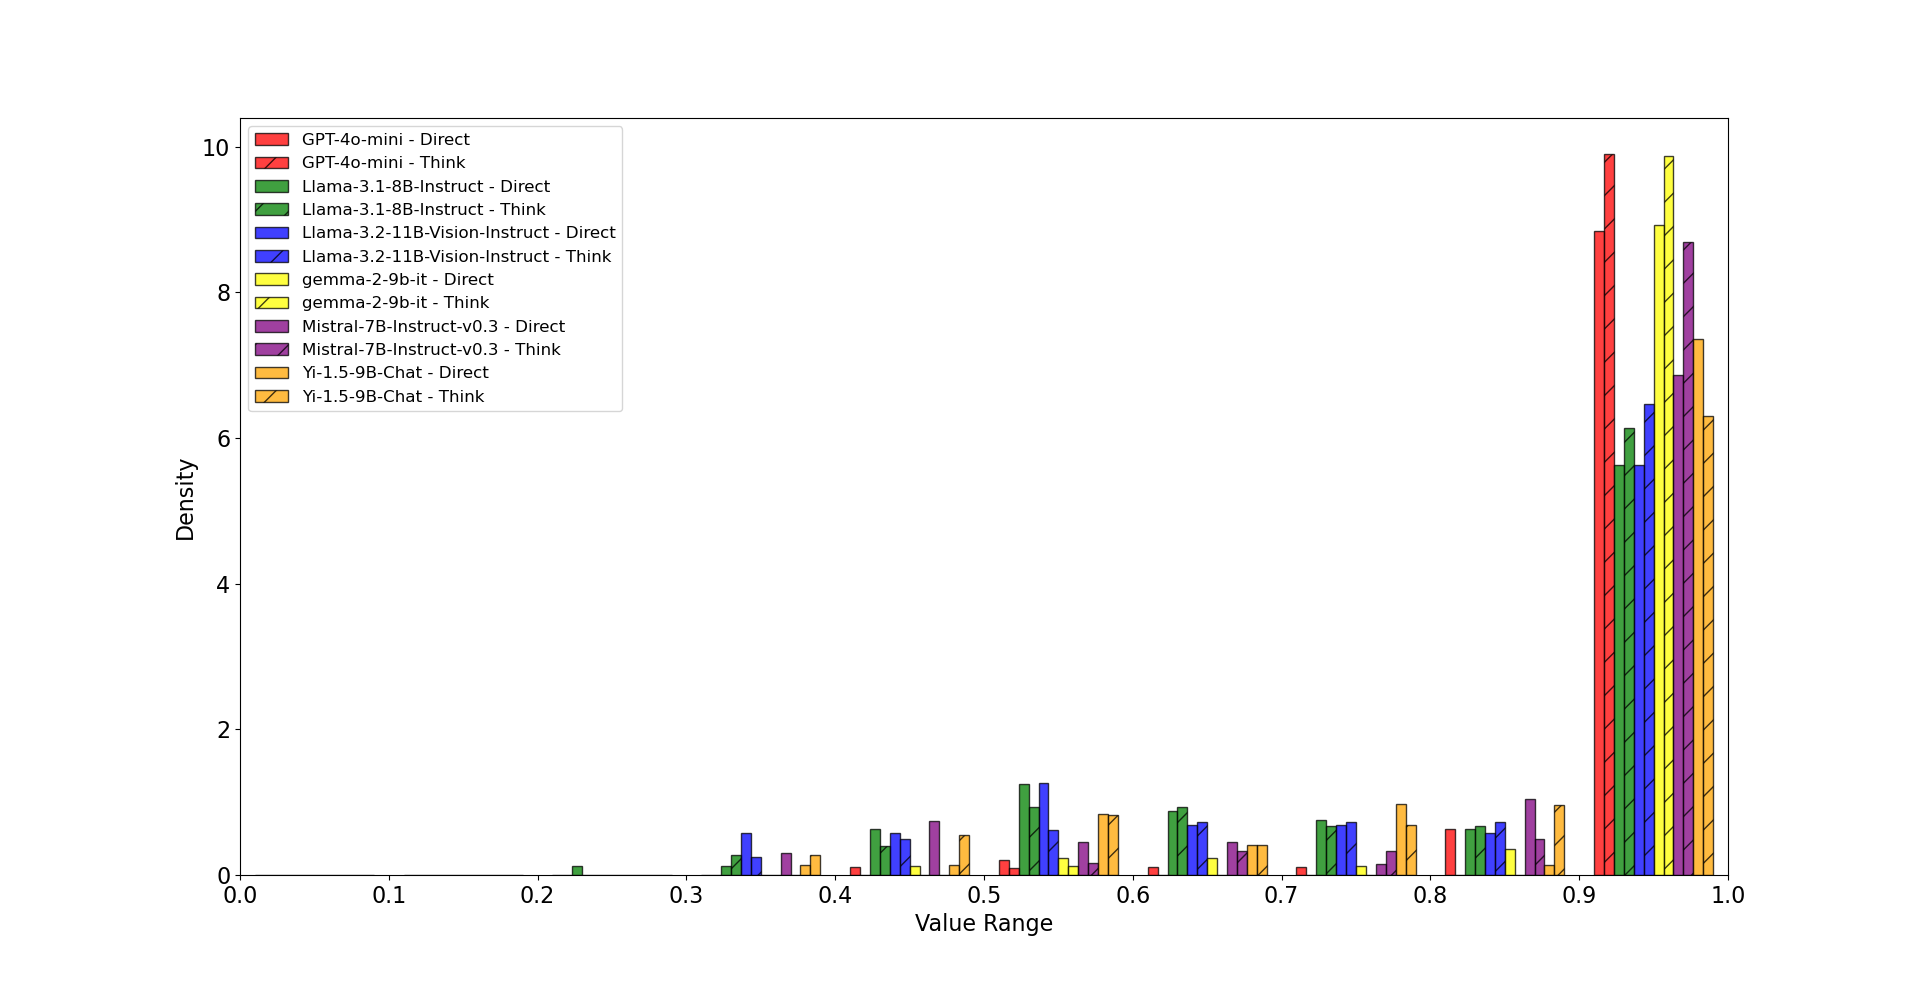 GPT-4o-mini - Direct
GPT-4o-mini - Think
Llama-3.1-8B-Instruct - Direct
Llama-3.1-8B-Instruct - Think
Llama-3.2-11B-Vision-Instruct - Direct
Llama-3.2-11B-Vision-Instruct - Think
gemma-2-9b-it - Direct
gemma-2-9b-it - Think
Mistral-7B-Instruct-v0.3 - Direct
Mistral-7B-Instruct-v0.3 - Think
Yi-1.5-9B-Chat - Direct
Yi-1.5-9B-Chat - Think
10
8
6
4
2
0
Density
0.0 0.1 0.2 0.3 0.4 0.5 0.6 0.7 0.8 0.9 1.0
Value Range